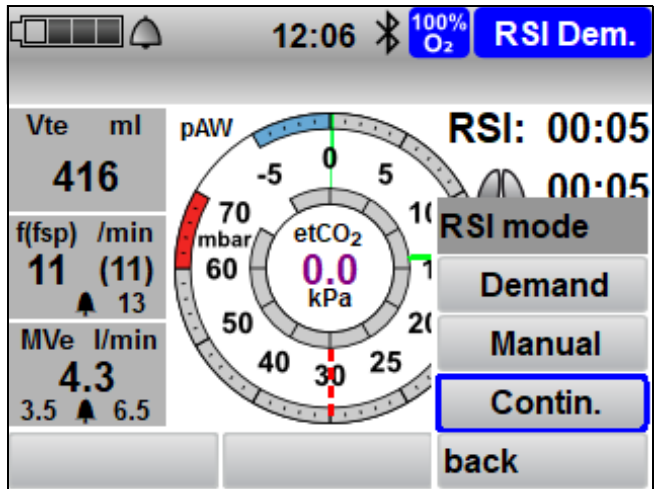 12:06 100% O₂ RSI Dem.
Vte ml
416
f(fsp) /min
11 (11)
13
MVe l/min
4.3
3.5 6.5
pAW
-5 0 5
70
mbar
60
50
40 30 25
etCO₂
0.0
kPa
RSI: 00:05
00:05
RSI mode
Demand
Manual
Contin.
back